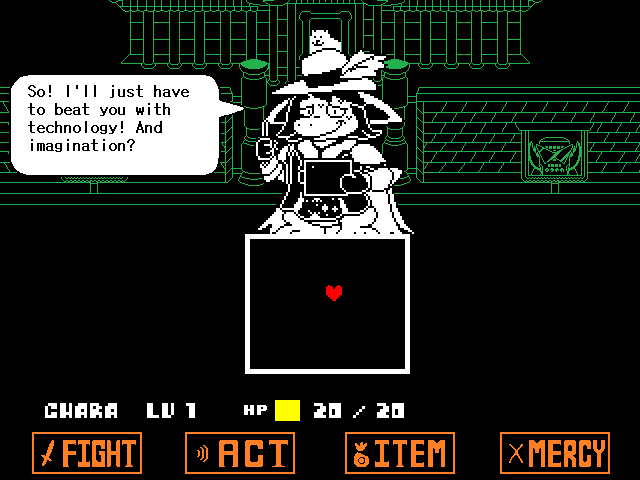 So! I'll just have
to beat you with
technology! And
imagination?
CHARA LV 1 HP 20 / 20
FIGHT ACT ITEM MERCY